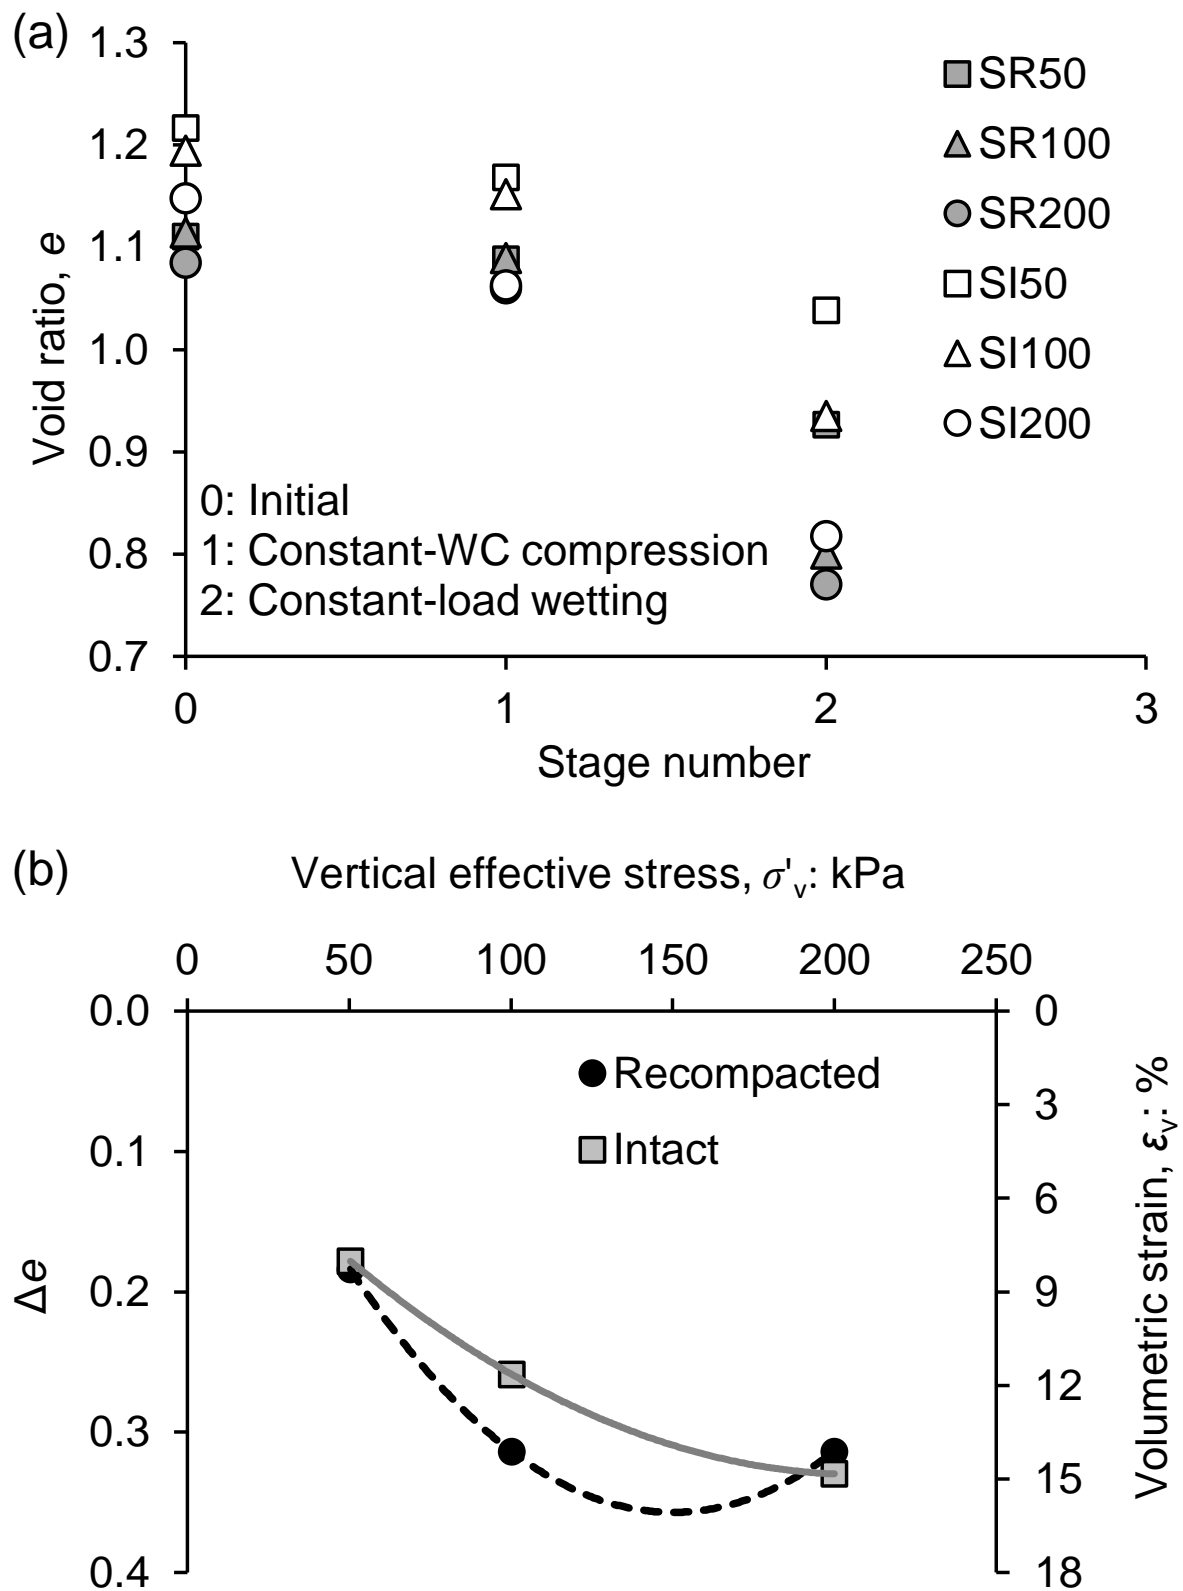 (a)
1.3
1.2
1.1
1.0
0.9
0.8
0.7
Void ratio, e
SR50
SR100
SR200
SI50
SI100
SI200
0: Initial
1: Constant-WC compression
2: Constant-load wetting
0 1 2 3
Stage number
(b)
Vertical effective stress, σ'v: kPa
0 50 100 150 200 250
0.0
0.1
0.2
0.3
0.4
Δe
Recompacted
Intact
0
3
6
9
12
15
18
Volumetric strain, εv: %